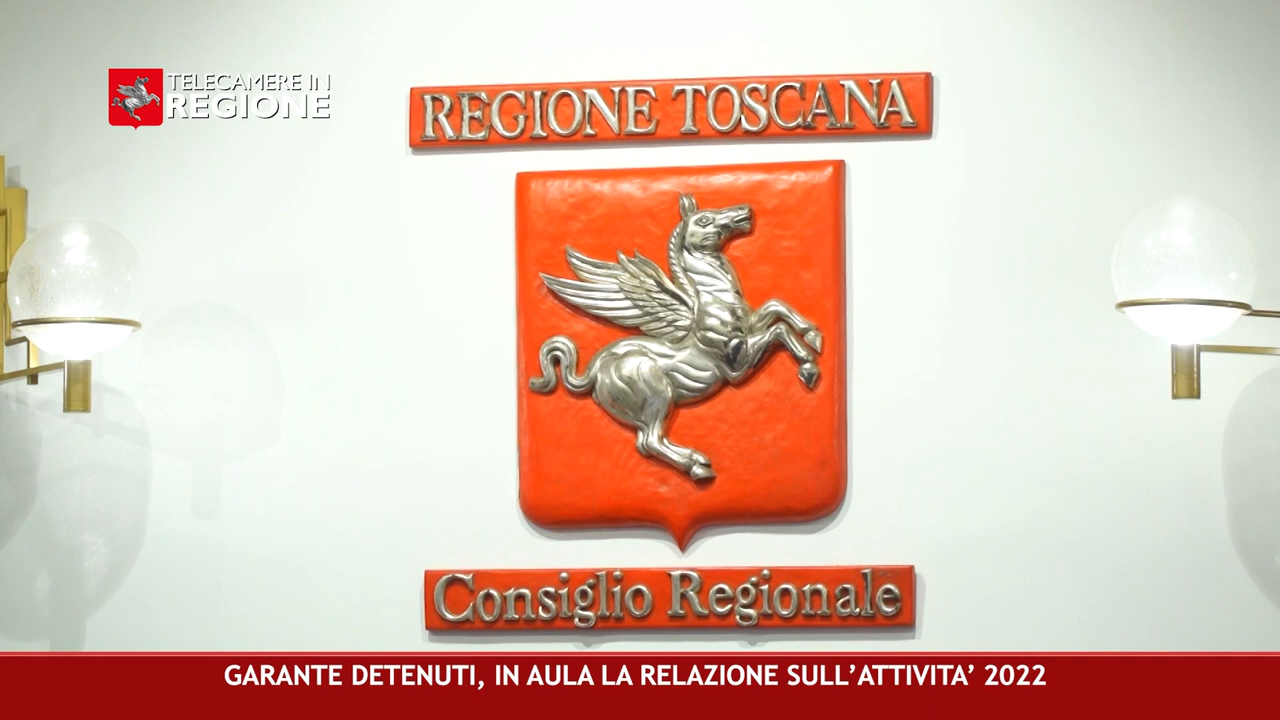 TELECAMERE IN
REGIONE
REGIONE TOSCANA
Consiglio Regionale
GARANTE DETENUTI, IN AULA LA RELAZIONE SULL'ATTIVITA' 2022